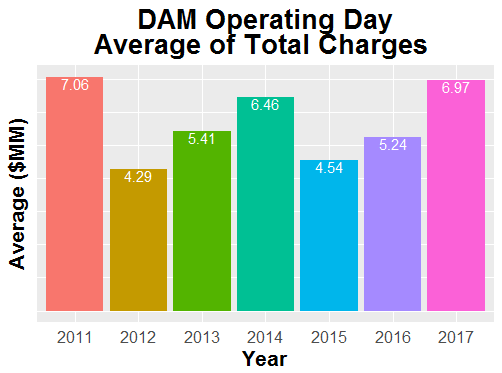 DAM Operating Day
Average of Total Charges
Average ($MM)
7.06
4.29
5.41
6.46
4.54
5.24
6.97
2011 2012 2013 2014 2015 2016 2017
Year